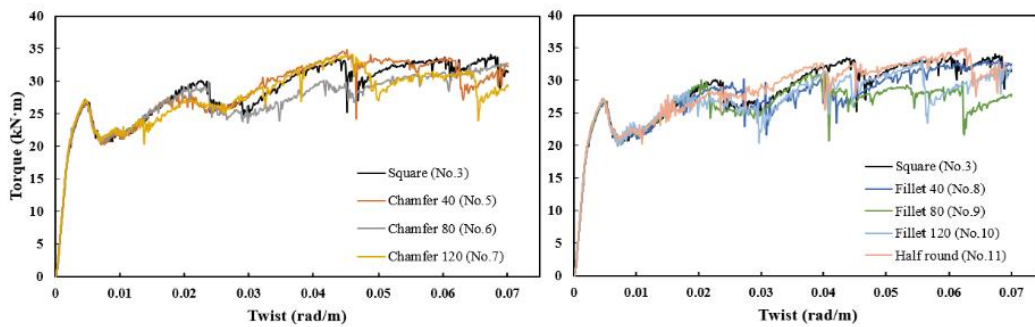 40
35
30
25
20
15
10
5
0
Torque (kN·m)
Square (No.3)
Chamfer 40 (No.5)
Chamfer 80 (No.6)
Chamfer 120 (No.7)
0 0.01 0.02 0.03 0.04 0.05 0.06 0.07
Twist (rad/m)
40
35
30
25
20
15
10
5
0
Square (No.3)
Fillet 40 (No.8)
Fillet 80 (No.9)
Fillet 120 (No.10)
Half round (No.11)
0 0.01 0.02 0.03 0.04 0.05 0.06 0.07
Twist (rad/m)